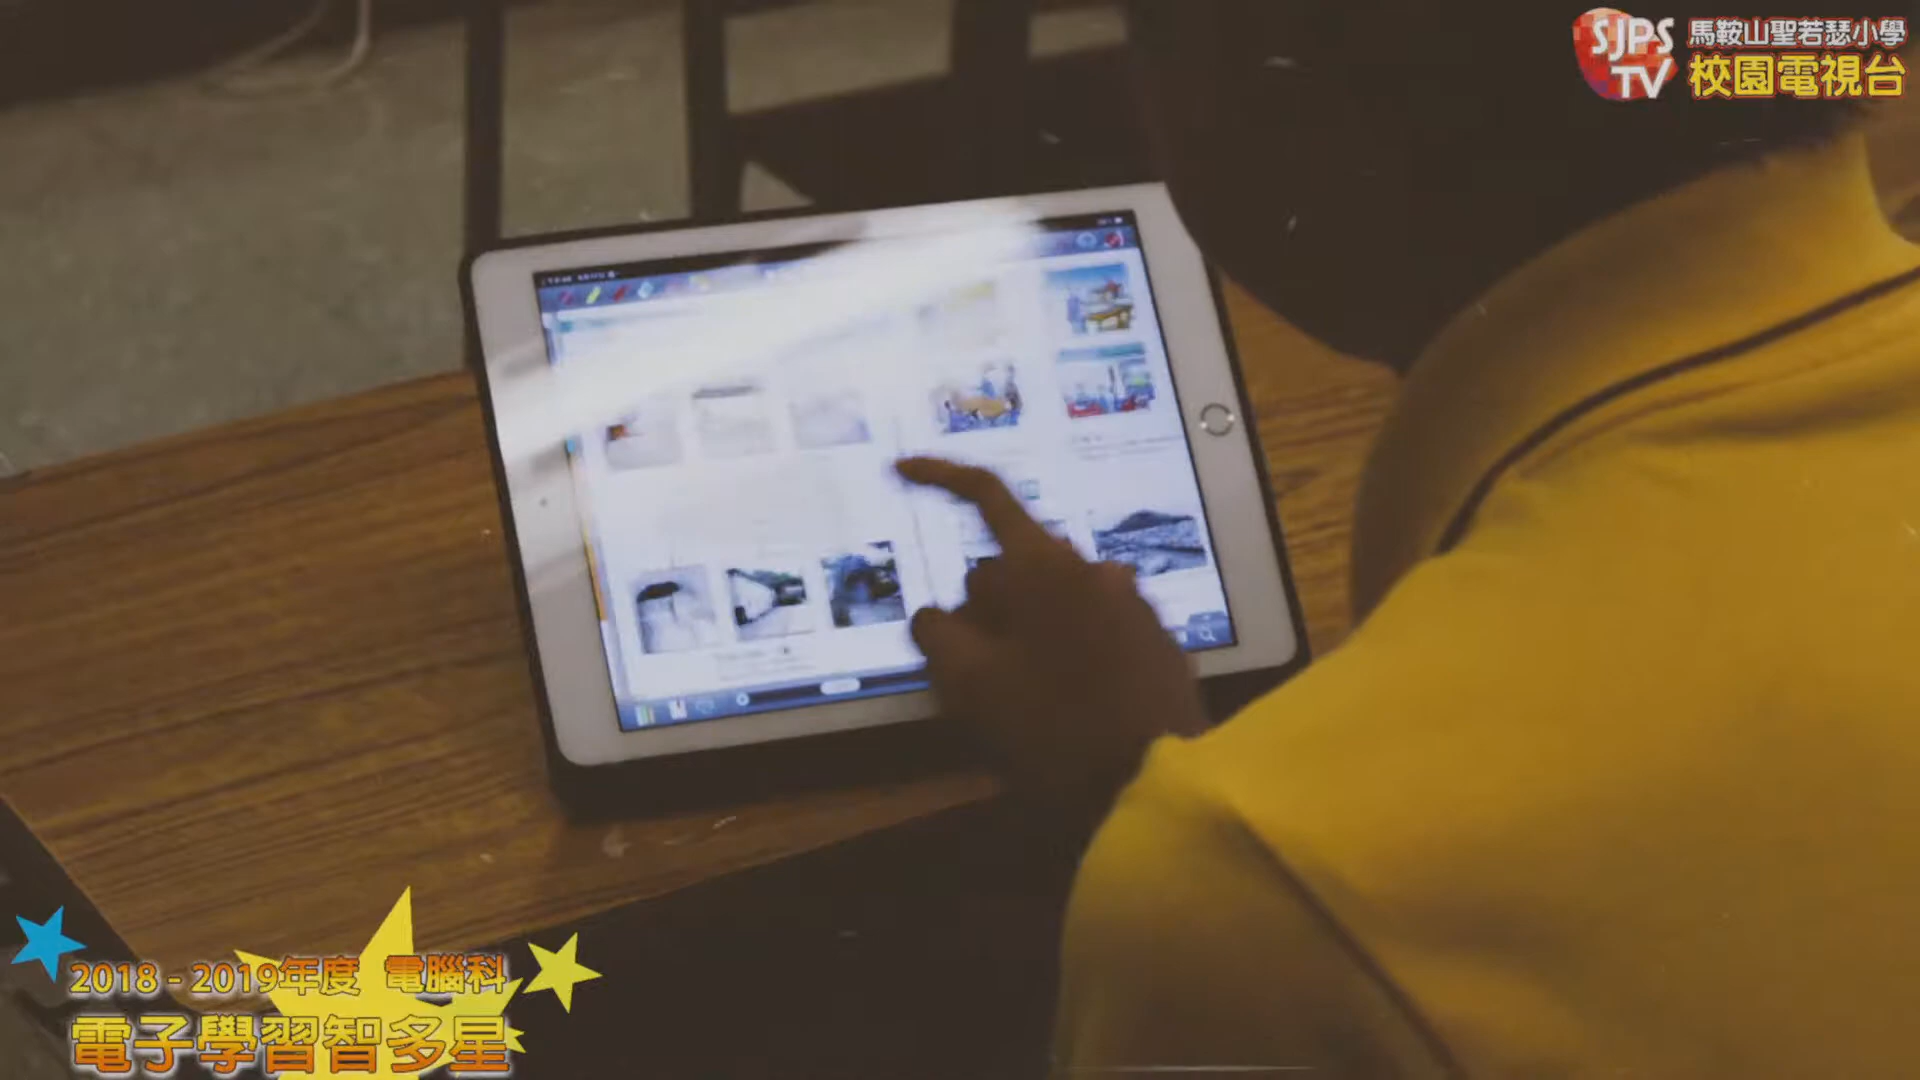 SJPS
TV
馬鞍山聖若瑟小學
校園電視台
2018 - 2019年度 電腦科
電子學習智多星